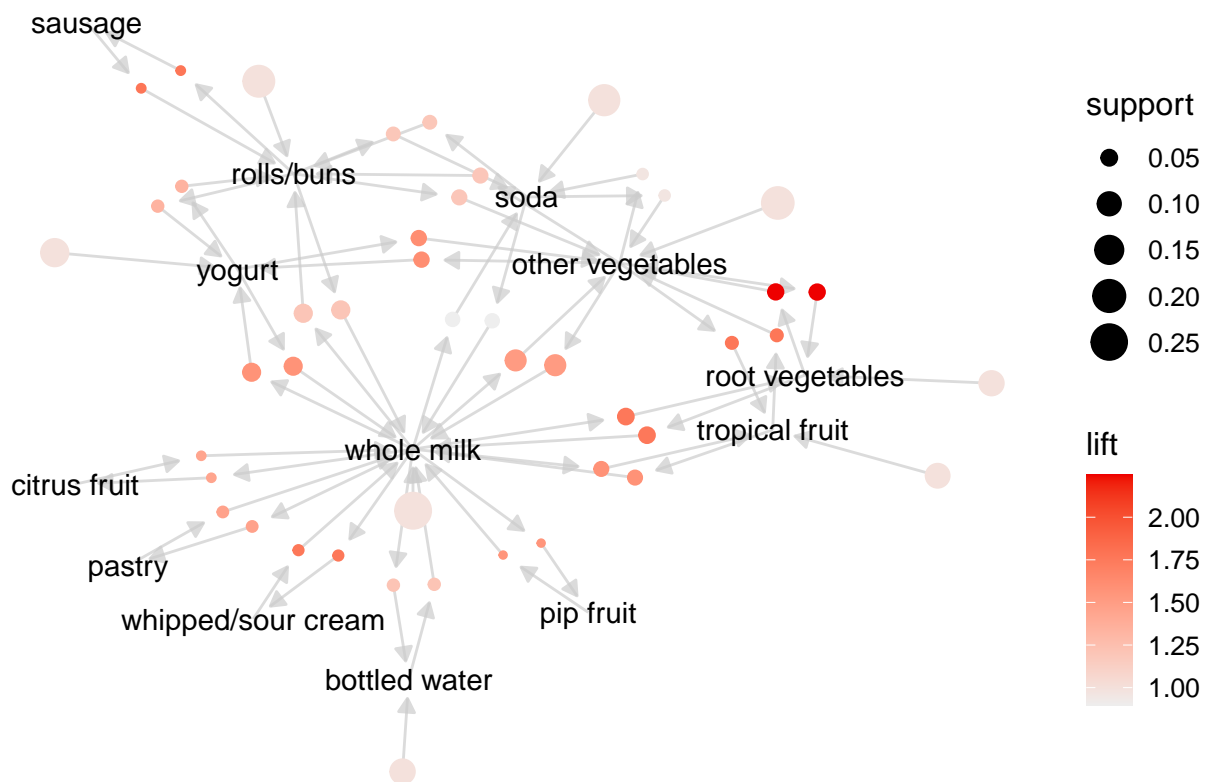 sausage
rolls/buns
soda
yogurt
other vegetables
root vegetables
tropical fruit
whole milk
citrus fruit
pastry
whipped/sour cream
pip fruit
bottled water
support
0.05
0.10
0.15
0.20
0.25
lift
2.00
1.75
1.50
1.25
1.00